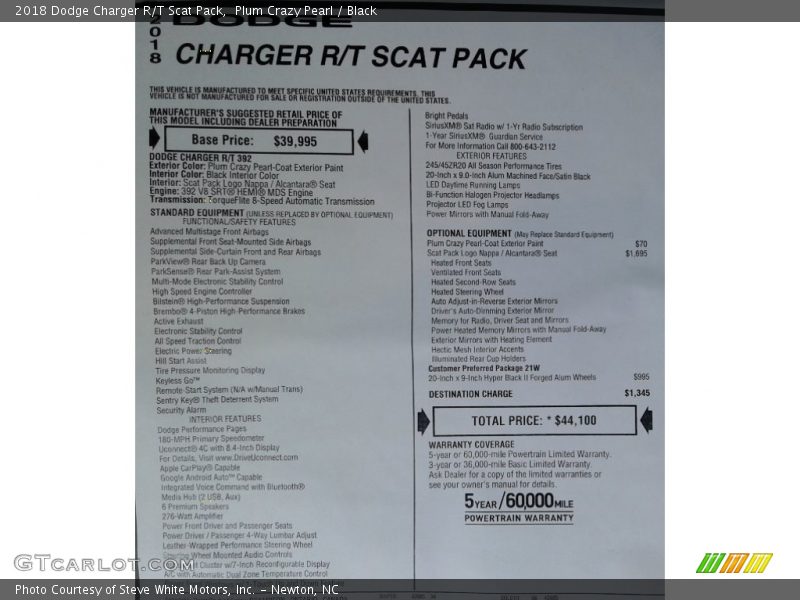 2018 Dodge Charger R/T Scat Pack, Plum Crazy Pearl / Black
2018
DODGE
CHARGER R/T SCAT PACK
THIS VEHICLE IS MANUFACTURED TO MEET SPECIFIC UNITED STATES REQUIREMENTS. THIS
VEHICLE IS NOT MANUFACTURED FOR SALE OR REGISTRATION OUTSIDE OF THE UNITED STATES.
MANUFACTURER'S SUGGESTED RETAIL PRICE OF
THIS MODEL INCLUDING DEALER PREPARATION
Base Price: $39,995
DODGE CHARGER R/T 392
Exterior Color: Plum Crazy Pearl-Coat Exterior Paint
Interior Color: Black Interior Color
Interior: Scat Pack Logo Nappa / Alcantara® Seat
Engine: 392 V8 SRT® HEMI® MDS Engine
Transmission: TorqueFlite 8-Speed Automatic Transmission
STANDARD EQUIPMENT (UNLESS REPLACED BY OPTIONAL EQUIPMENT)
FUNCTIONAL/SAFETY FEATURES
Advanced Multistage Front Airbags
Supplemental Front Seat-Mounted Side Airbags
Supplemental Side-Curtain Front and Rear Airbags
ParkView® Rear Back Up Camera
ParkSense® Rear Park-Assist System
Multi-Mode Electronic Stability Control
High Speed Engine Controller
Bilstein® High-Performance Suspension
Brembo® 4-Piston High-Performance Brakes
Active Exhaust
Electronic Stability Control
All Speed Traction Control
Electric Power Steering
Hill Start Assist
Tire Pressure Monitoring Display
Keyless Go™
Remote Start System (N/A w/Manual Trans)
Sentry Key® Theft Deterrent System
Security Alarm
INTERIOR FEATURES
Dodge Performance Pages
180-MPH Primary Speedometer
Uconnect® 4C with 8.4-Inch Display
For Details, Visit www.DriveUconnect.com
Apple CarPlay® Capable
Google Android Auto™ Capable
Integrated Voice Command with Bluetooth®
Media Hub (2 USB, Aux)
6 Premium Speakers
276-Watt Amplifier
Power Front Driver and Passenger Seats
Power Driver / Passenger 4-Way Lumbar Adjust
Leather-Wrapped Performance Steering Wheel
Steering Wheel Mounted Audio Controls
Cluster w/7-Inch Reconfigurable Display
A/C with Automatic Dual Zone Temperature Control
Bright Pedals
SiriusXM® Sat Radio w/ 1-Yr Radio Subscription
1-Year SiriusXM® Guardian Service
For More Information Call 800-643-2112
EXTERIOR FEATURES
245/45ZR20 All Season Performance Tires
20-Inch x 9.0-Inch Alum Machined Face/Satin Black
LED Daytime Running Lamps
Bi-Function Halogen Projector Headlamps
Projector LED Fog Lamps
Power Mirrors with Manual Fold-Away
OPTIONAL EQUIPMENT (May Replace Standard Equipment)
Plum Crazy Pearl-Coat Exterior Paint $70
Scat Pack Logo Nappa / Alcantara® Seat $1,695
Heated Front Seats
Ventilated Front Seats
Heated Second-Row Seats
Heated Steering Wheel
Auto Adjust-in-Reverse Exterior Mirrors
Driver's Auto-Dimming Exterior Mirror
Memory for Radio, Driver Seat and Mirrors
Power Heated Memory Mirrors with Manual Fold-Away
Exterior Mirrors with Heating Element
Hectic Mesh Interior Accents
Illuminated Rear Cup Holders
Customer Preferred Package 21W
20-Inch x 9-Inch Hyper Black II Forged Alum Wheels $995
DESTINATION CHARGE $1,345
TOTAL PRICE: * $44,100
WARRANTY COVERAGE
5-year or 60,000-mile Powertrain Limited Warranty.
3-year or 36,000-mile Basic Limited Warranty.
Ask Dealer for a copy of the limited warranties or
see your owner's manual for details.
5 YEAR / 60,000 MILE
POWERTRAIN WARRANTY
GTCarLot.com
Photo Courtesy of Steve White Motors, Inc. – Newton, NC